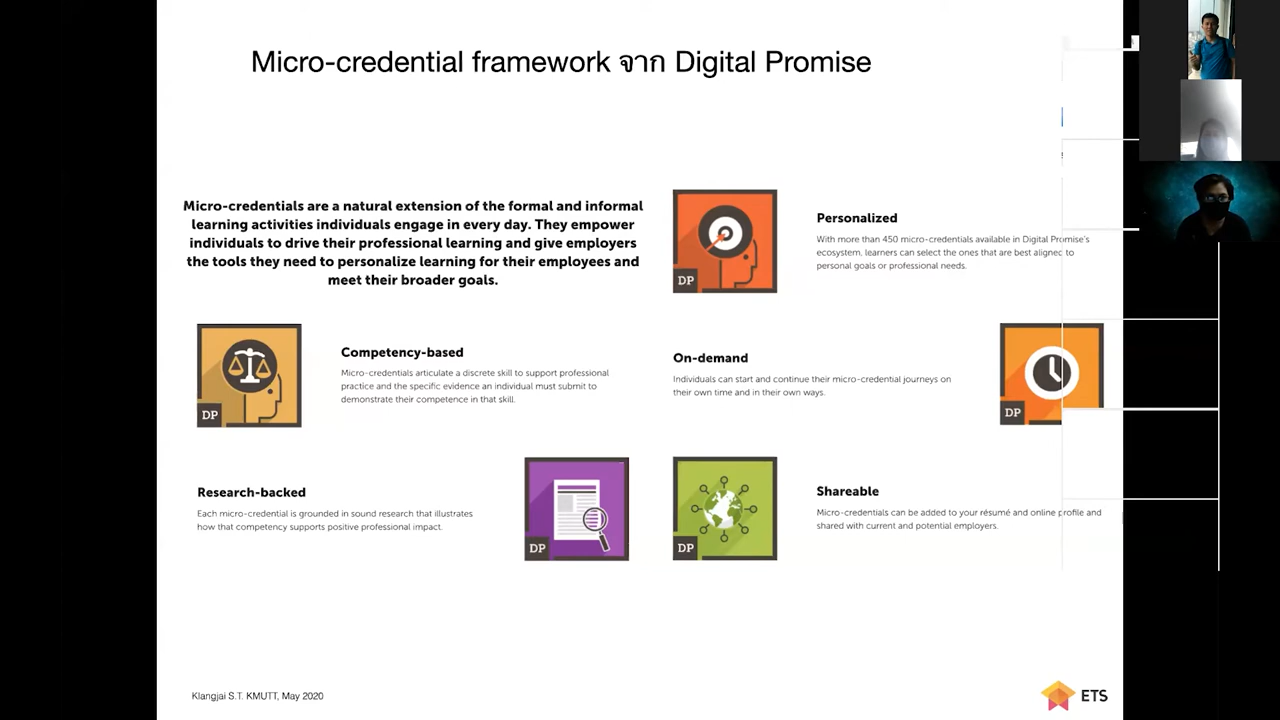 Micro-credential framework จาก Digital Promise
Micro-credentials are a natural extension of the formal and informal
learning activities individuals engage in every day. They empower
individuals to drive their professional learning and give employers
the tools they need to personalize learning for their employees and
meet their broader goals.
DP
Personalized
With more than 450 micro-credentials available in Digital Promise's
ecosystem, learners can select the ones that are best aligned to
personal goals or professional needs.
DP
Competency-based
Micro-credentials articulate a discrete skill to support professional
practice and the specific evidence an individual must submit to
demonstrate their competence in that skill.
On-demand
Individuals can start and continue their micro-credential journeys on
their own time and in their own ways.
DP
Research-backed
Each micro-credential is grounded in sound research that illustrates
how that competency supports positive professional impact.
DP
DP
Shareable
Micro-credentials can be added to your résumé and online profile and
shared with current and potential employers.
Klangjai S.T. KMUTT, May 2020
ETS